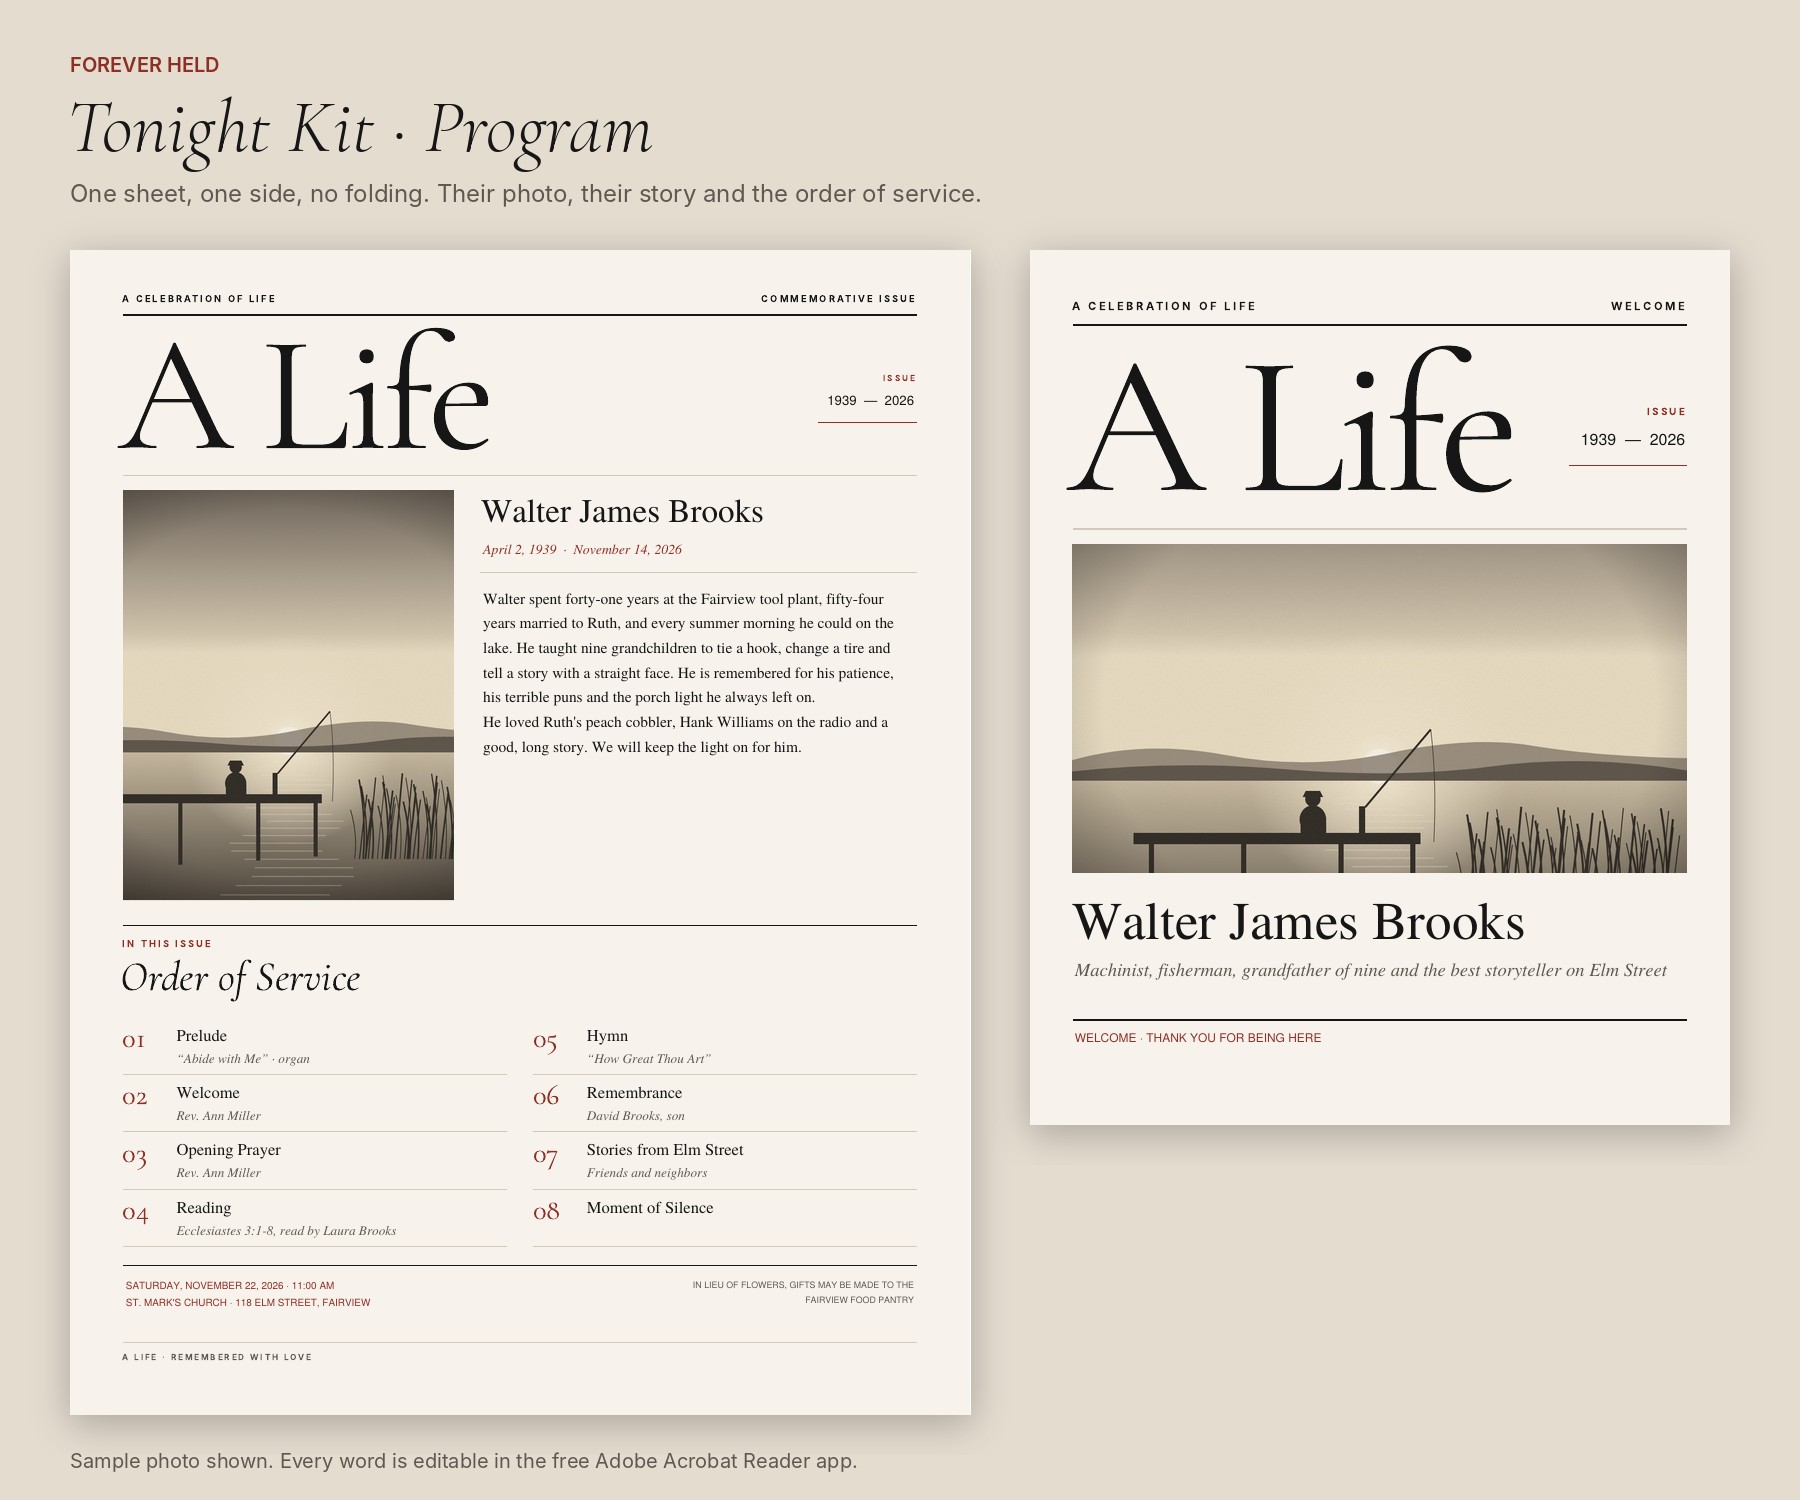 FOREVER HELD
Tonight Kit · Program
One sheet, one side, no folding. Their photo, their story and the order of service.
A CELEBRATION OF LIFE
COMMEMORATIVE ISSUE
A Life
ISSUE
1939 — 2026
Walter James Brooks
April 2, 1939 · November 14, 2026
Walter spent forty-one years at the Fairview tool plant, fifty-four
years married to Ruth, and every summer morning he could on the
lake. He taught nine grandchildren to tie a hook, change a tire and
tell a story with a straight face. He is remembered for his patience,
his terrible puns and the porch light he always left on.
He loved Ruth's peach cobbler, Hank Williams on the radio and a
good, long story. We will keep the light on for him.
IN THIS ISSUE
Order of Service
01 Prelude
“Abide with Me” · organ
02 Welcome
Rev. Ann Miller
03 Opening Prayer
Rev. Ann Miller
04 Reading
Ecclesiastes 3:1-8, read by Laura Brooks
05 Hymn
“How Great Thou Art”
06 Remembrance
David Brooks, son
07 Stories from Elm Street
Friends and neighbors
08 Moment of Silence
SATURDAY, NOVEMBER 22, 2026 · 11:00 AM
ST. MARK'S CHURCH · 118 ELM STREET, FAIRVIEW
IN LIEU OF FLOWERS, GIFTS MAY BE MADE TO THE
FAIRVIEW FOOD PANTRY
A LIFE · REMEMBERED WITH LOVE
A CELEBRATION OF LIFE
WELCOME
A Life
ISSUE
1939 — 2026
Walter James Brooks
Machinist, fisherman, grandfather of nine and the best storyteller on Elm Street
WELCOME · THANK YOU FOR BEING HERE
Sample photo shown. Every word is editable in the free Adobe Acrobat Reader app.